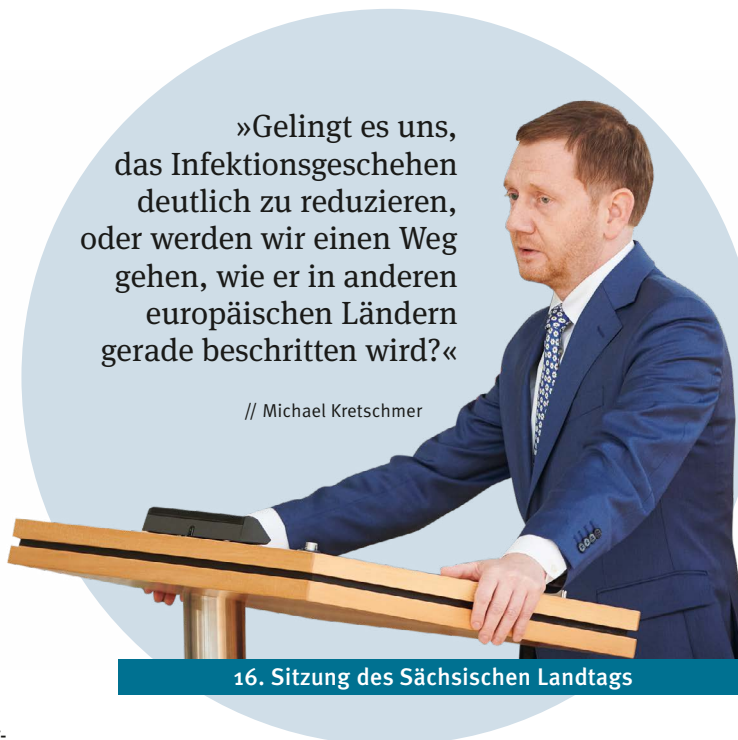 »Gelingt es uns,
das Infektionsgeschehen
deutlich zu reduzieren,
oder werden wir einen Weg
gehen, wie er in anderen
europäischen Ländern
gerade beschritten wird?«
// Michael Kretschmer
16. Sitzung des Sächsischen Landtags
-